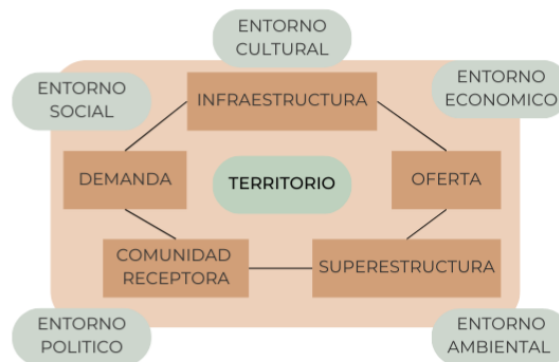 ENTORNO
CULTURAL
ENTORNO
SOCIAL
INFRAESTRUCTURA
ENTORNO
ECONOMICO
DEMANDA
TERRITORIO
OFERTA
COMUNIDAD
RECEPTORA
SUPERESTRUCTURA
ENTORNO
POLITICO
ENTORNO
AMBIENTAL